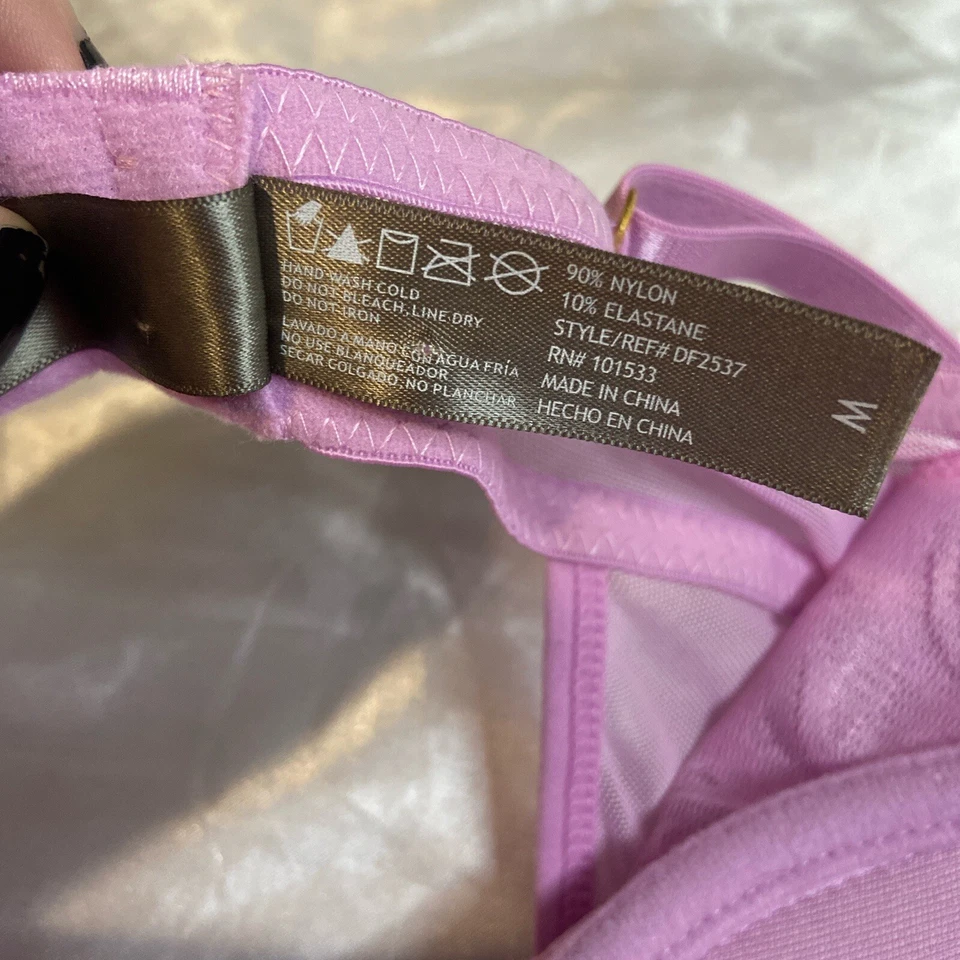 HAND WASH COLD
DO NOT BLEACH, LINE DRY
DO NOT IRON
LAVADO A MANO CON AGUA FRÍA
NO USE BLANQUEADOR
SECAR COLGADO, NO PLANCHAR
90% NYLON
10% ELASTANE
STYLE/REF# DF2537
RN# 101533
MADE IN CHINA
HECHO EN CHINA
M